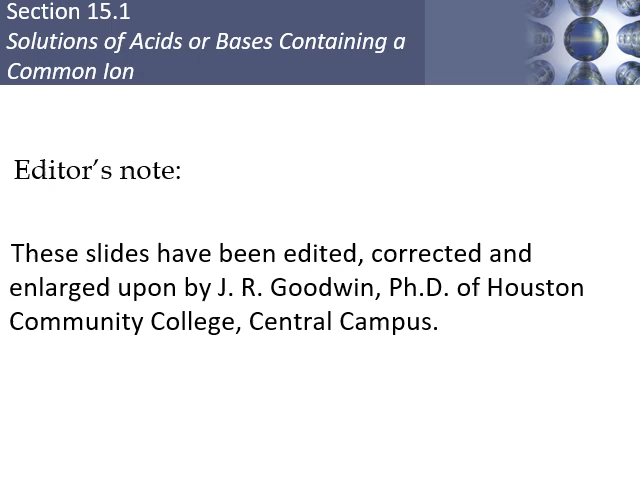 Section 15.1
Solutions of Acids or Bases Containing a
Common Ion
Editor’s note:
These slides have been edited, corrected and
enlarged upon by J. R. Goodwin, Ph.D. of Houston
Community College, Central Campus.